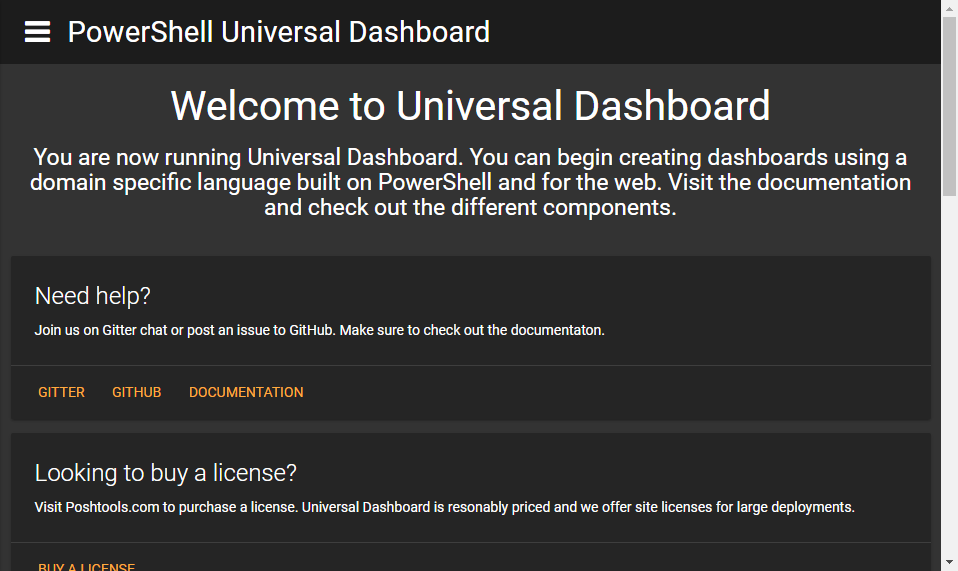 PowerShell Universal Dashboard
Welcome to Universal Dashboard
You are now running Universal Dashboard. You can begin creating dashboards using a
domain specific language built on PowerShell and for the web. Visit the documentation
and check out the different components.
Need help?
Join us on Gitter chat or post an issue to GitHub. Make sure to check out the documentaton.
GITTER GITHUB DOCUMENTATION
Looking to buy a license?
Visit Poshtools.com to purchase a license. Universal Dashboard is resonably priced and we offer site licenses for large deployments.
BUY A LICENSE